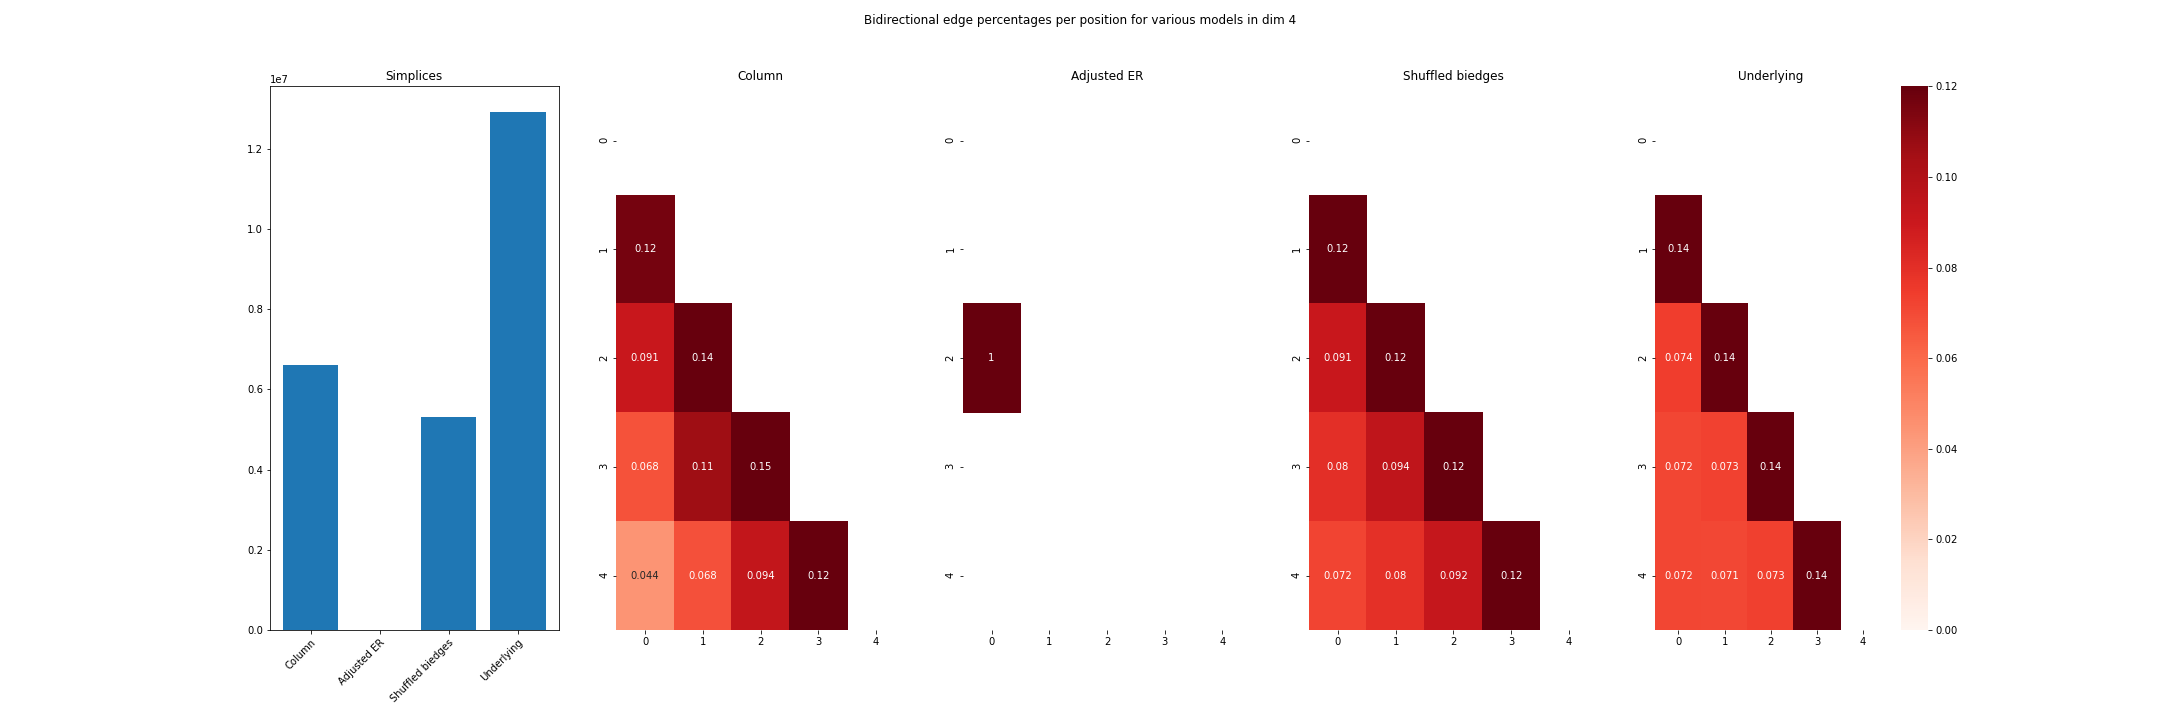 Bidirectional edge percentages per position for various models in dim 4
Simplices
1e7
1.2
1.0
0.8
0.6
0.4
0.2
0.0
Column
Adjusted ER
Shuffled biedges
Underlying
Column
0
1
2
3
4
0.12
0.091 0.14
0.068 0.11 0.15
0.044 0.068 0.094 0.12
0 1 2 3 4
Adjusted ER
0
1
2
3
4
1
0 1 2 3 4
Shuffled biedges
0
1
2
3
4
0.12
0.091 0.12
0.08 0.094 0.12
0.072 0.08 0.092 0.12
0 1 2 3 4
Underlying
0
1
2
3
4
0.14
0.074 0.14
0.072 0.073 0.14
0.072 0.071 0.073 0.14
0 1 2 3 4
0.12
0.10
0.08
0.06
0.04
0.02
0.00